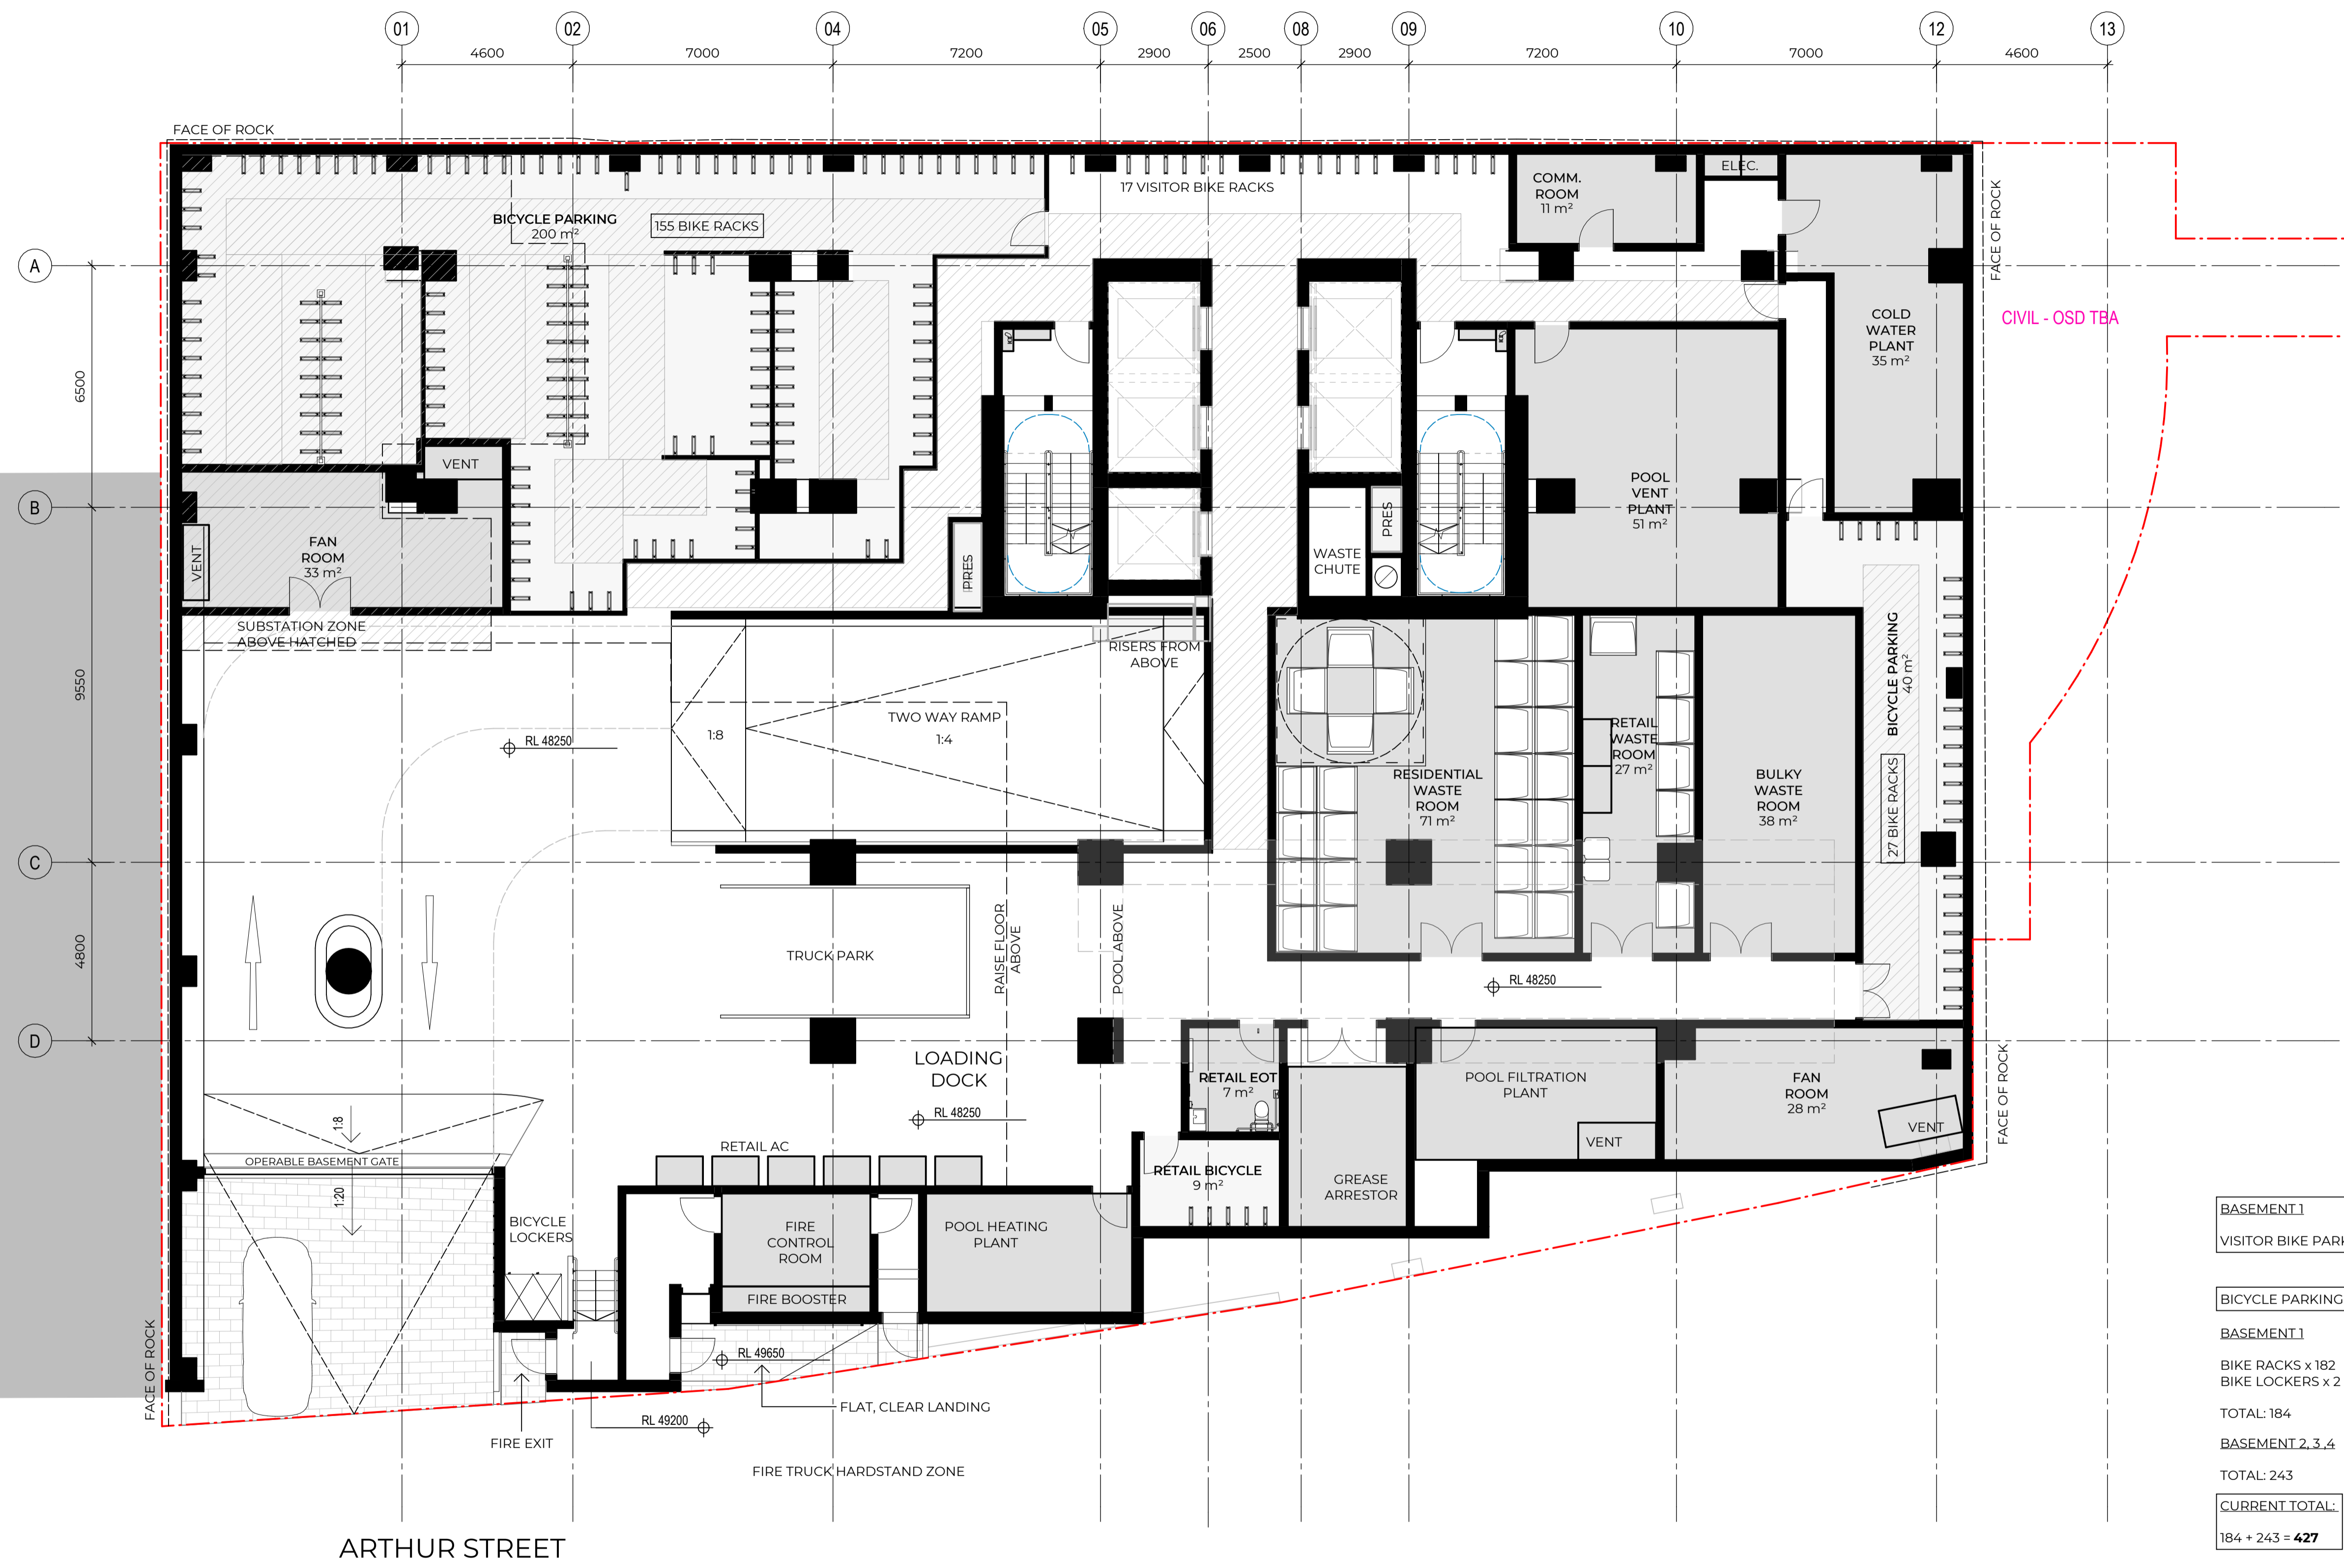 01
02
04
05
06
08
09
10
12
13
4600
7000
7200
2900
2500
2900
7200
7000
4600
FACE OF ROCK
17 VISITOR BIKE RACKS
ELEC.
COMM.
ROOM
11 m²
BICYCLE PARKING
200 m²
155 BIKE RACKS
FACE OF ROCK
A
CIVIL - OSD TBA
COLD
WATER
PLANT
35 m²
6500
VENT
POOL
VENT
PLANT
51 m²
B
PRES
VENT
FAN
ROOM
33 m²
WASTE
CHUTE
PRES
SUBSTATION ZONE
ABOVE HATCHED
RISERS FROM
ABOVE
9550
BICYCLE PARKING
40 m²
27 BIKE RACKS
TWO WAY RAMP
1:8
1:4
RL 48250
RETAIL
WASTE
ROOM
27 m²
RESIDENTIAL
WASTE
ROOM
71 m²
BULKY
WASTE
ROOM
38 m²
C
4800
TRUCK PARK
RAISE FLOOR
ABOVE
POOL ABOVE
RL 48250
D
LOADING
DOCK
RL 48250
RETAIL EOT
7 m²
POOL FILTRATION
PLANT
FAN
ROOM
28 m²
FACE OF ROCK
VENT
VENT
1:8
OPERABLE BASEMENT GATE
1:20
RETAIL AC
RETAIL BICYCLE
9 m²
GREASE
ARRESTOR
BICYCLE
LOCKERS
FIRE
CONTROL
ROOM
FIRE BOOSTER
POOL HEATING
PLANT
FACE OF ROCK
RL 49650
FLAT, CLEAR LANDING
RL 49200
FIRE EXIT
FIRE TRUCK HARDSTAND ZONE
ARTHUR STREET
BASEMENT 1
VISITOR BIKE PARK
BICYCLE PARKING
BASEMENT 1
BIKE RACKS x 182
BIKE LOCKERS x 2
TOTAL: 184
BASEMENT 2, 3 ,4
TOTAL: 243
CURRENT TOTAL:
184 + 243 = 427